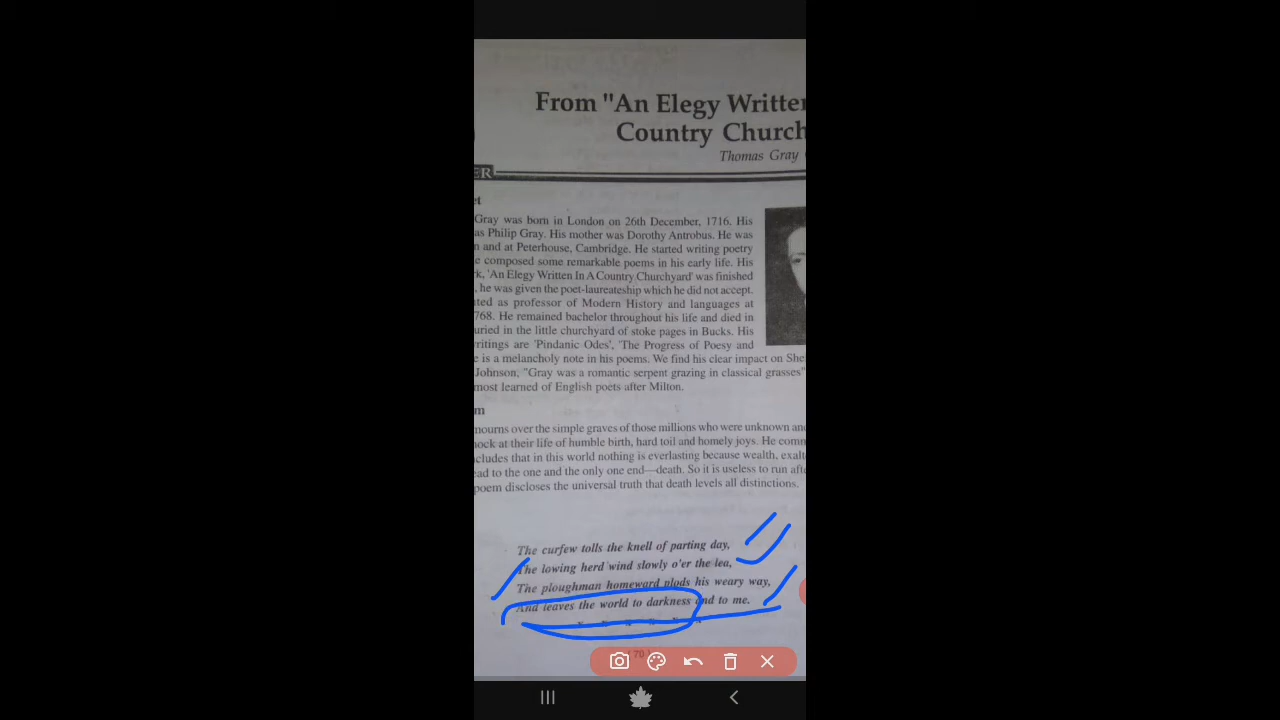 From "An Elegy Written
Country Church
Thomas Gray
ER
Gray was born in London on 26th December, 1716. His
as Philip Gray. His mother was Dorothy Antrobus. He was
n and at Peterhouse, Cambridge. He started writing poetry
e composed some remarkable poems in his early life. His
k, 'An Elegy Written In A Country Churchyard' was finished
, he was given the poet-laureateship which he did not accept.
ted as professor of Modern History and languages at
768. He remained bachelor throughout his life and died in
uried in the little churchyard of stoke pages in Bucks. His
ritings are 'Pindanic Odes', 'The Progress of Poesy and
e is a melancholy note in his poems. We find his clear impact on She
Johnson, "Gray was a romantic serpent grazing in classical grasses"
most learned of English poets after Milton.
m
nourns over the simple graves of those millions who were unknown and
ock at their life of humble birth, hard toil and homely joys. He com
cludes that in this world nothing is everlasting because wealth, exalt
ad to the one and the only one end—death. So it is useless to run afte
poem discloses the universal truth that death levels all distinctions.
The curfew tolls the knell of parting day,
The lowing herd wind slowly o'er the lea,
The ploughman homeward plods his weary way,
And leaves the world to darkness and to me.
70